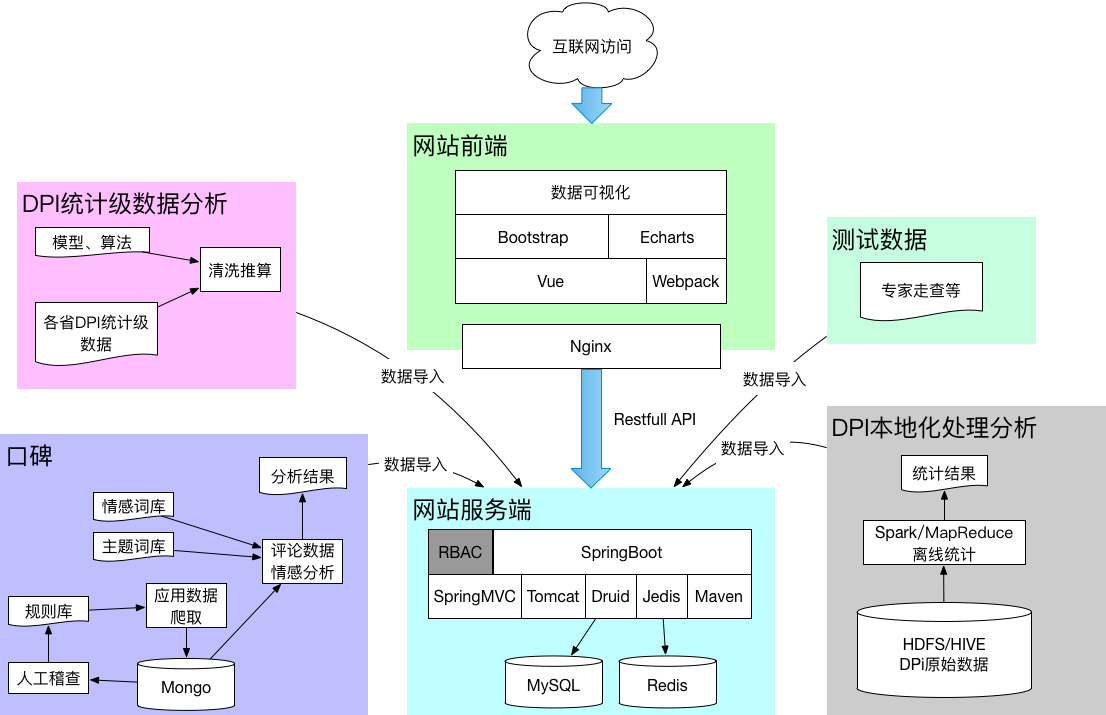 互联网访问
网站前端
数据可视化
Bootstrap
Echarts
Vue
Webpack
Nginx
DPI统计级数据分析
模型、算法
清洗推算
各省DPI统计级
数据
测试数据
专家走查等
数据导入
数据导入
Restfull API
数据导入
数据导入
口碑
分析结果
情感词库
主题词库
评论数据
情感分析
规则库
应用数据
爬取
人工稽查
Mongo
网站服务端
RBAC
SpringBoot
SpringMVC
Tomcat
Druid
Jedis
Maven
MySQL
Redis
DPI本地化处理分析
统计结果
Spark/MapReduce
离线统计
HDFS/HIVE
DPi原始数据